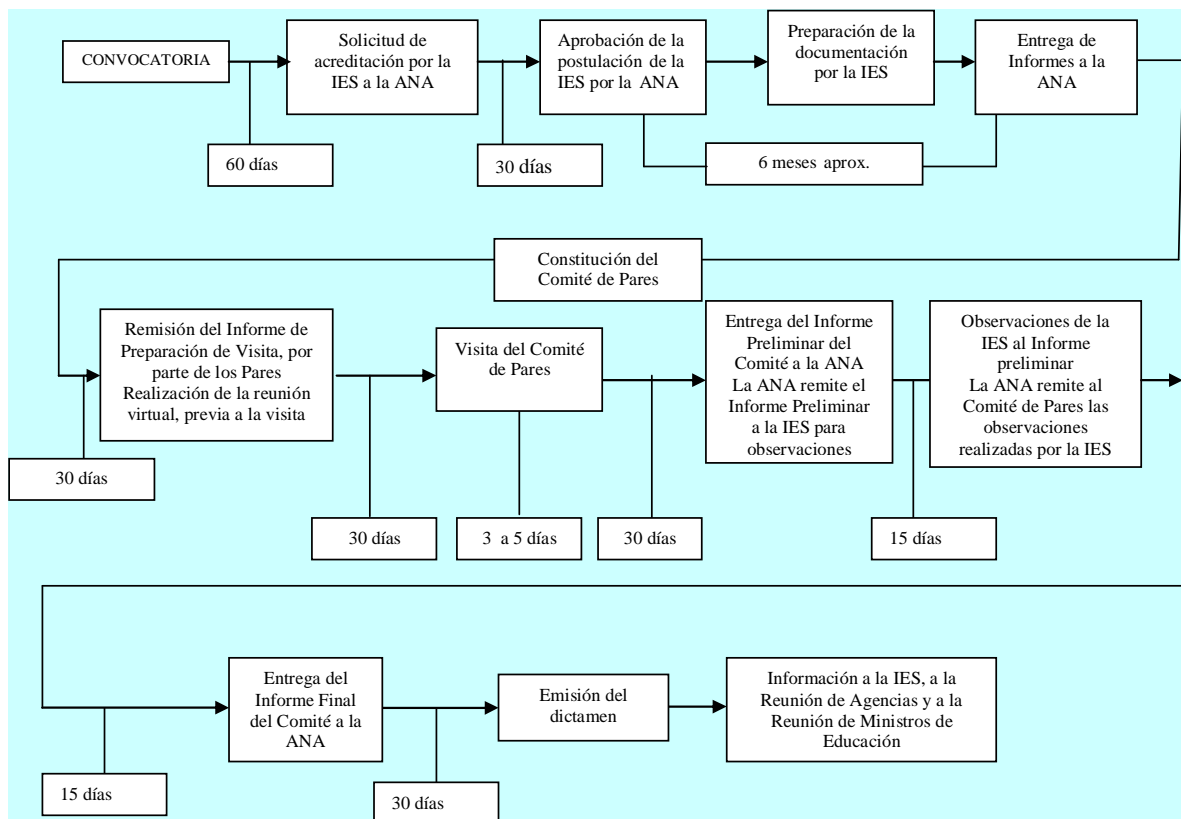 CONVOCATORIA
Solicitud de
acreditación por la
IES a la ANA
Aprobación de la
postulación de la
IES por la ANA
Preparación de la
documentación
por la IES
Entrega de
Informes a la
ANA
60 días
30 días
6 meses aprox.
Constitución del
Comité de Pares
Remisión del Informe de
Preparación de Visita, por
parte de los Pares
Realización de la reunión
virtual, previa a la visita
Visita del Comité
de Pares
Entrega del Informe
Preliminar del
Comité a la ANA
La ANA remite el
Informe Preliminar
a la IES para
observaciones
Observaciones de la
IES al Informe
preliminar
La ANA remite al
Comité de Pares las
observaciones
realizadas por la IES
30 días
30 días
3 a 5 días
30 días
15 días
Entrega del
Informe Final
del Comité a la
ANA
Emisión del
dictamen
Información a la IES, a la
Reunión de Agencias y a la
Reunión de Ministros de
Educación
15 días
30 días